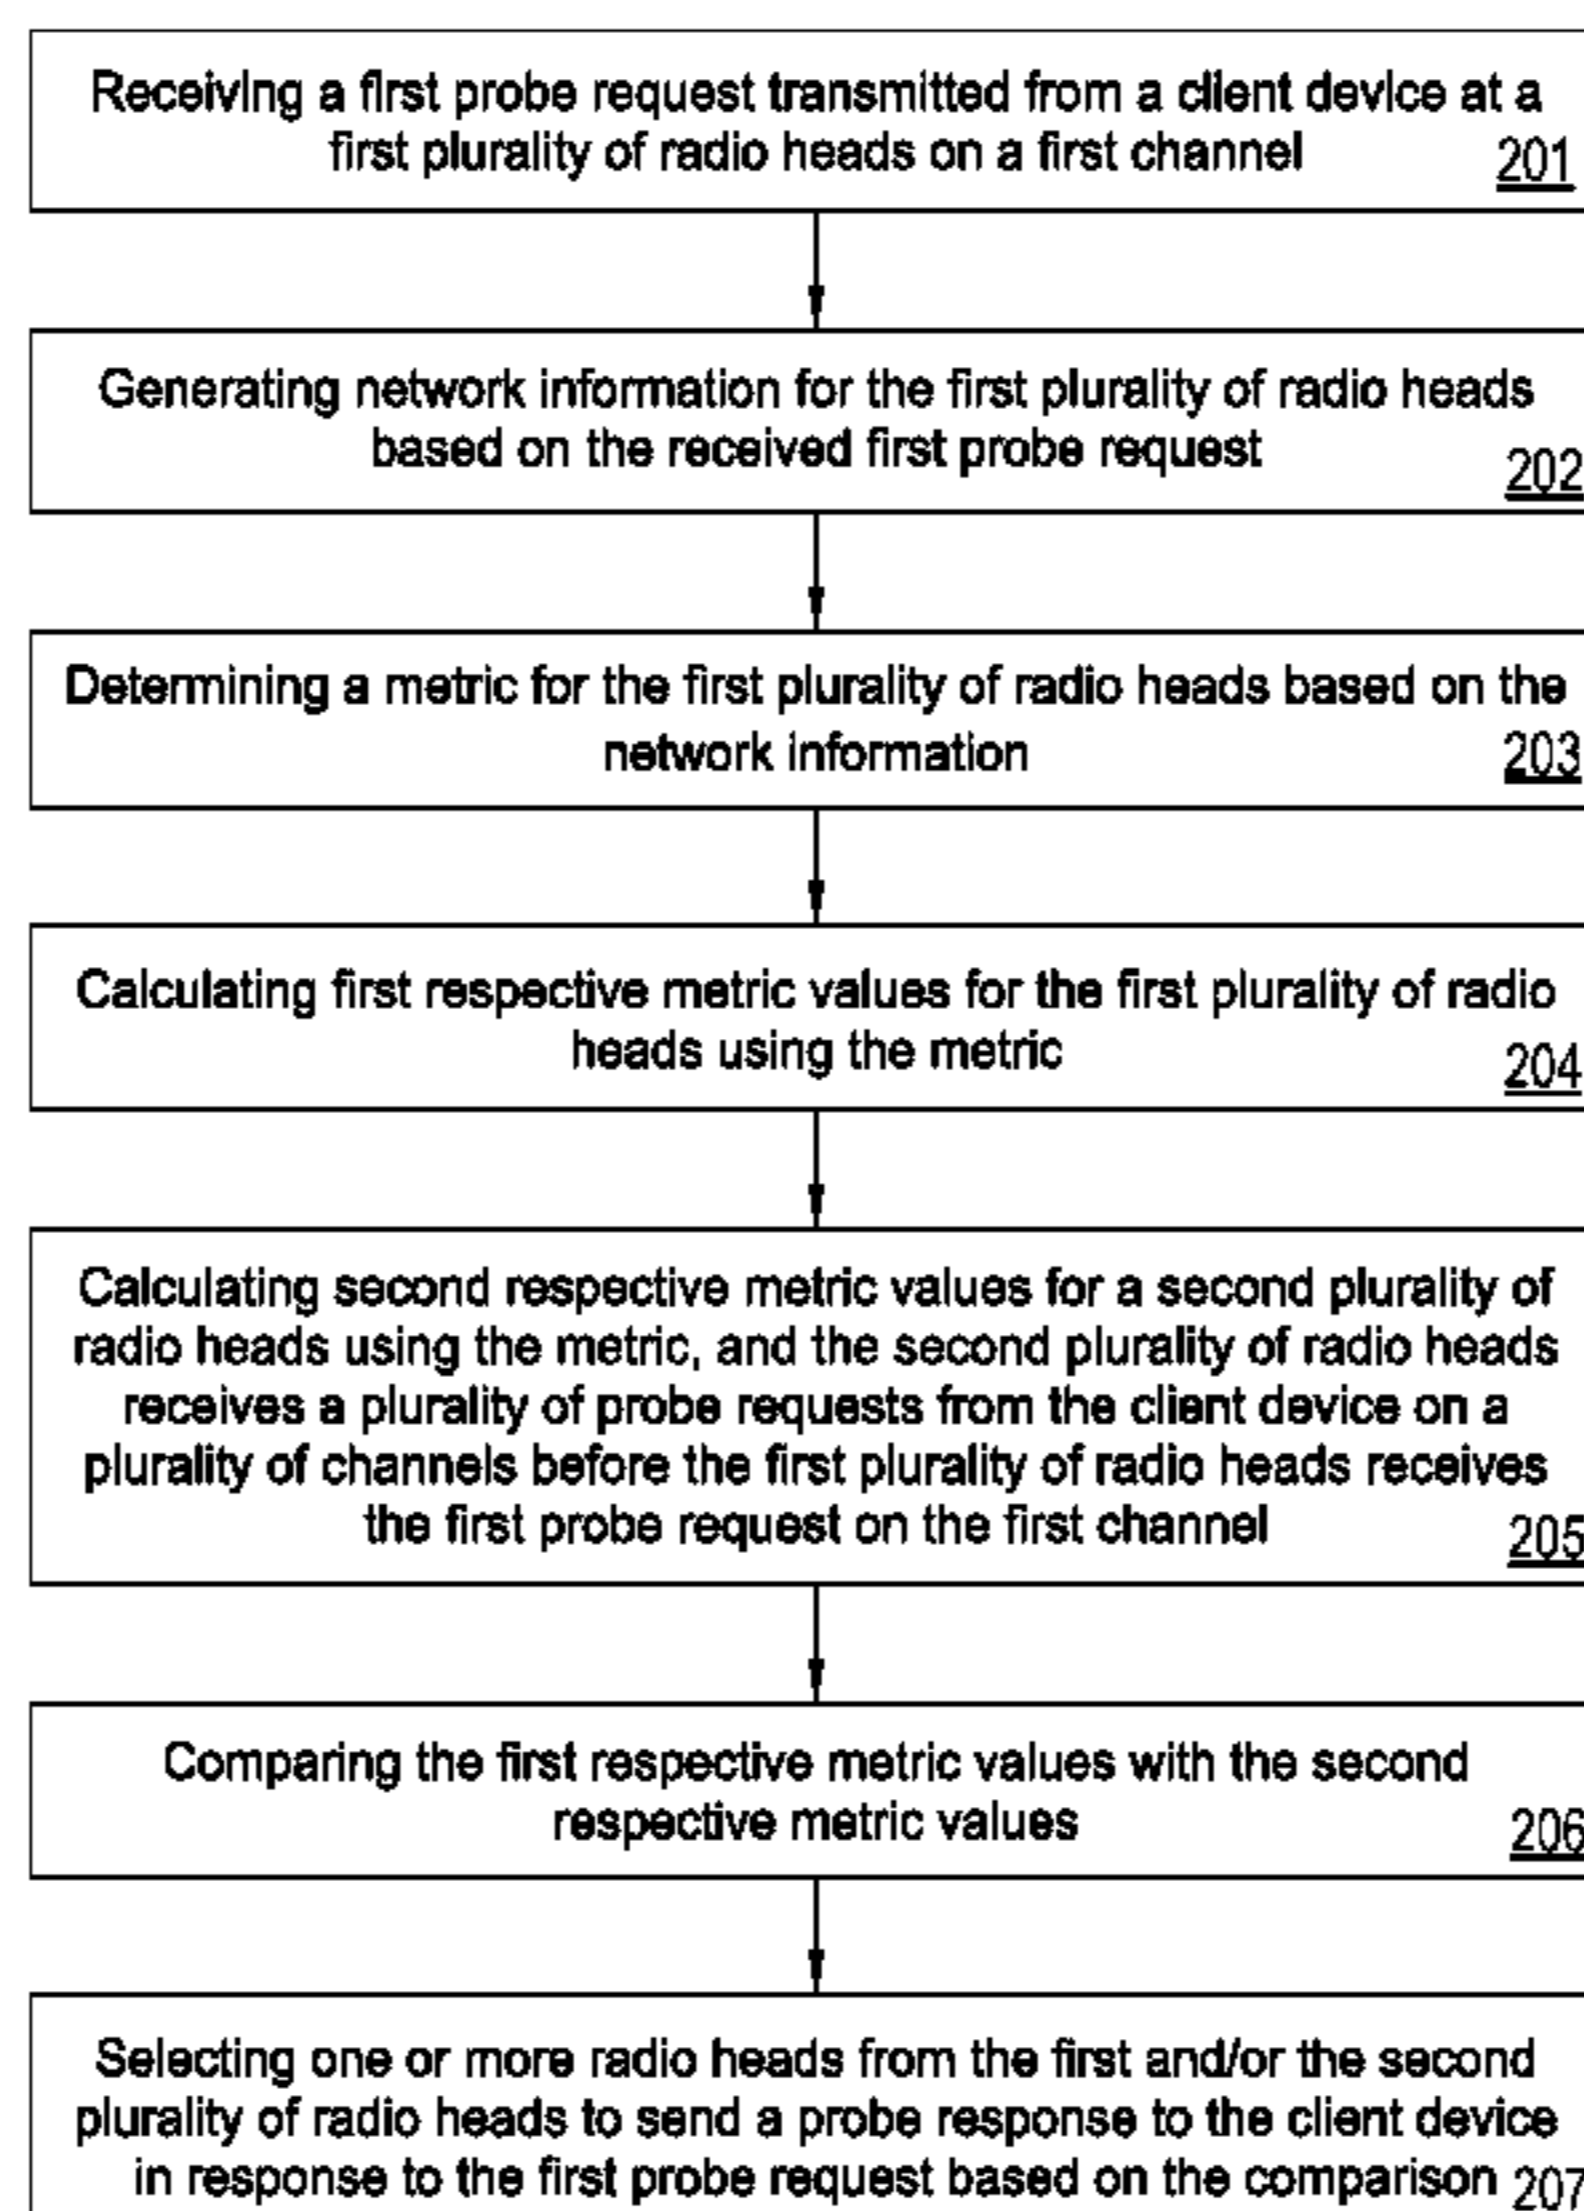 Receiving a first probe request transmitted from a client device at a
first plurality of radio heads on a first channel
201
Generating network information for the first plurality of radio heads
based on the received first probe request
202
Determining a metric for the first plurality of radio heads based on the
network information
203
Calculating first respective metric values for the first plurality of radio
heads using the metric
204
Calculating second respective metric values for a second plurality of
radio heads using the metric, and the second plurality of radio heads
receives a plurality of probe requests from the client device on a
plurality of channels before the first plurality of radio heads receives
the first probe request on the first channel
205
Comparing the first respective metric values with the second
respective metric values
206
Selecting one or more radio heads from the first and/or the second
plurality of radio heads to send a probe response to the client device
in response to the first probe request based on the comparison
207